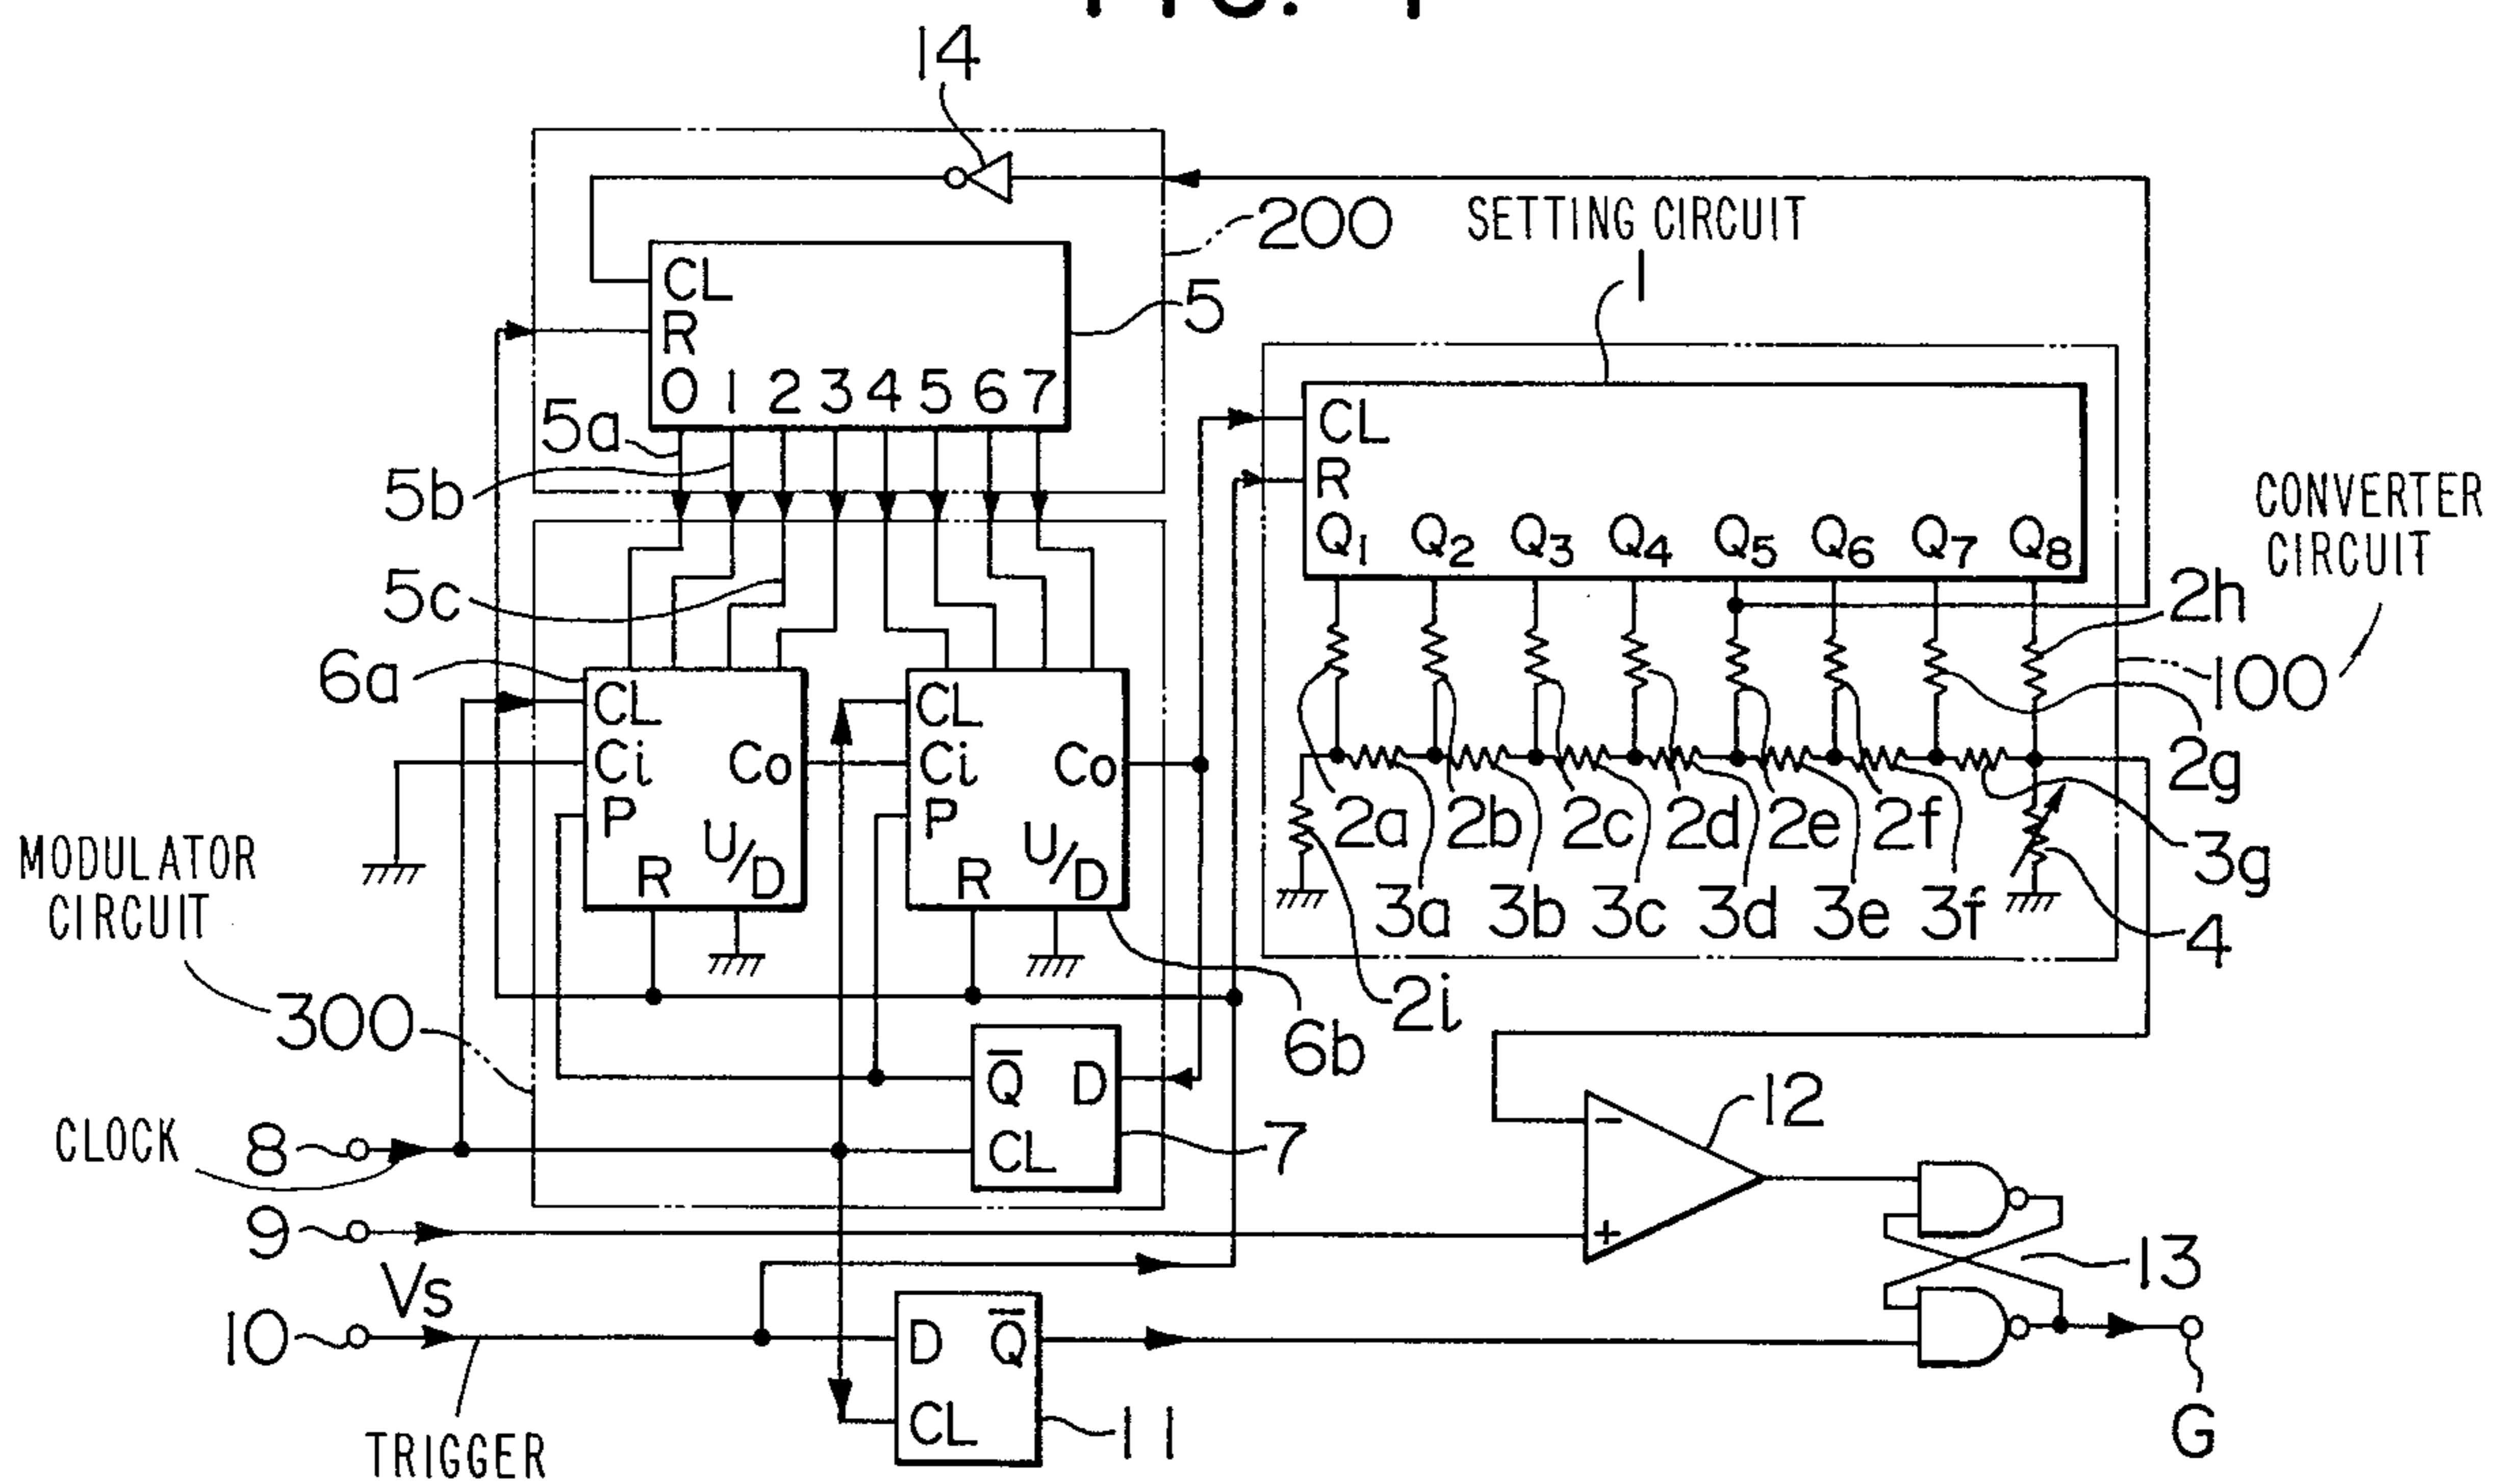 14
200
SETTING CIRCUIT
1
CL
R
0 1 2 3 4 5 6 7
5
5a
5b
5c
CL
R
Q1 Q2 Q3 Q4 Q5 Q6 Q7 Q8
CONVERTER
CIRCUIT
2h
100
2g
6a
CL
Ci
P
R
U/D
Co
CL
Ci
P
R
U/D
Co
2a 2b 2c 2d 2e 2f
3a 3b 3c 3d 3e 3f
3g
4
2i
6b
MODULATOR
CIRCUIT
300
Q̅ D
CL
7
CLOCK
8
9
Vs
10
TRIGGER
D Q̅
CL
11
12
−
+
13
G